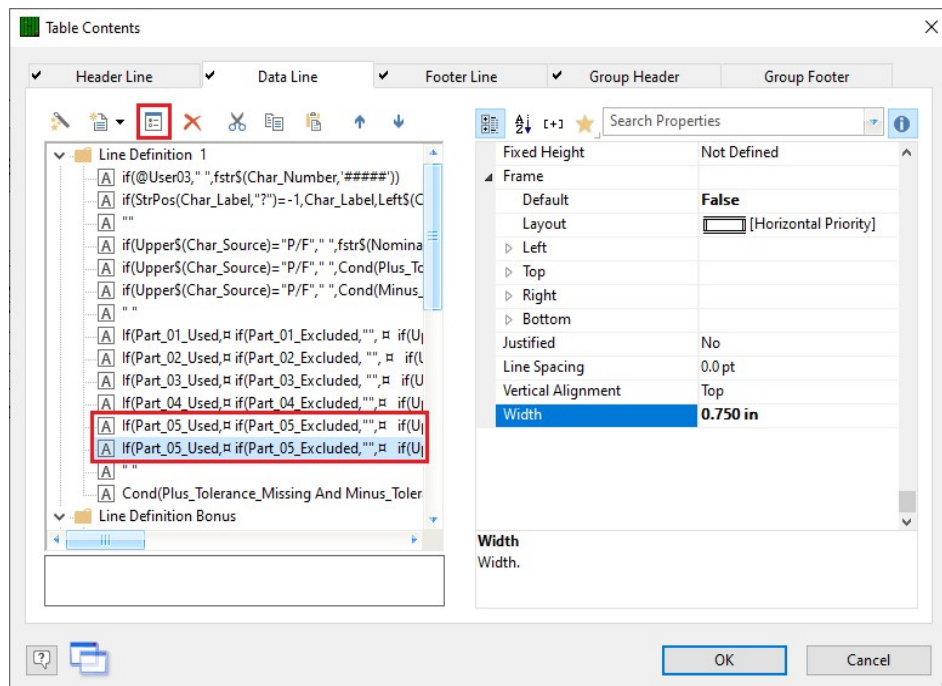 Table Contents
Header Line
Data Line
Footer Line
Group Header
Group Footer
Search Properties
Line Definition 1
if(@User03," ",fstr$(Char_Number,'#####'))
if(StrPos(Char_Label,"?")=-1,Char_Label,Left$(C
""
if(Upper$(Char_Source)="P/F"," ",fstr$(Nomina
if(Upper$(Char_Source)="P/F"," ",Cond(Plus_To
if(Upper$(Char_Source)="P/F"," ",Cond(Minus_
" "
If(Part_01_Used,¤ if(Part_01_Excluded,"", ¤ if(U
If(Part_02_Used,¤ if(Part_02_Excluded, "", ¤ if(U
If(Part_03_Used,¤ if(Part_03_Excluded, "",¤ if(U
If(Part_04_Used,¤ if(Part_04_Excluded,"",¤ if(U
If(Part_05_Used,¤ if(Part_05_Excluded,"",¤ if(Up
If(Part_05_Used,¤ if(Part_05_Excluded,"",¤ if(Up
" "
Cond(Plus_Tolerance_Missing And Minus_Toler
Line Definition Bonus
Fixed Height Not Defined
Frame
Default False
Layout [Horizontal Priority]
Left
Top
Right
Bottom
Justified No
Line Spacing 0.0 pt
Vertical Alignment Top
Width 0.750 in
Width
Width.
OK
Cancel